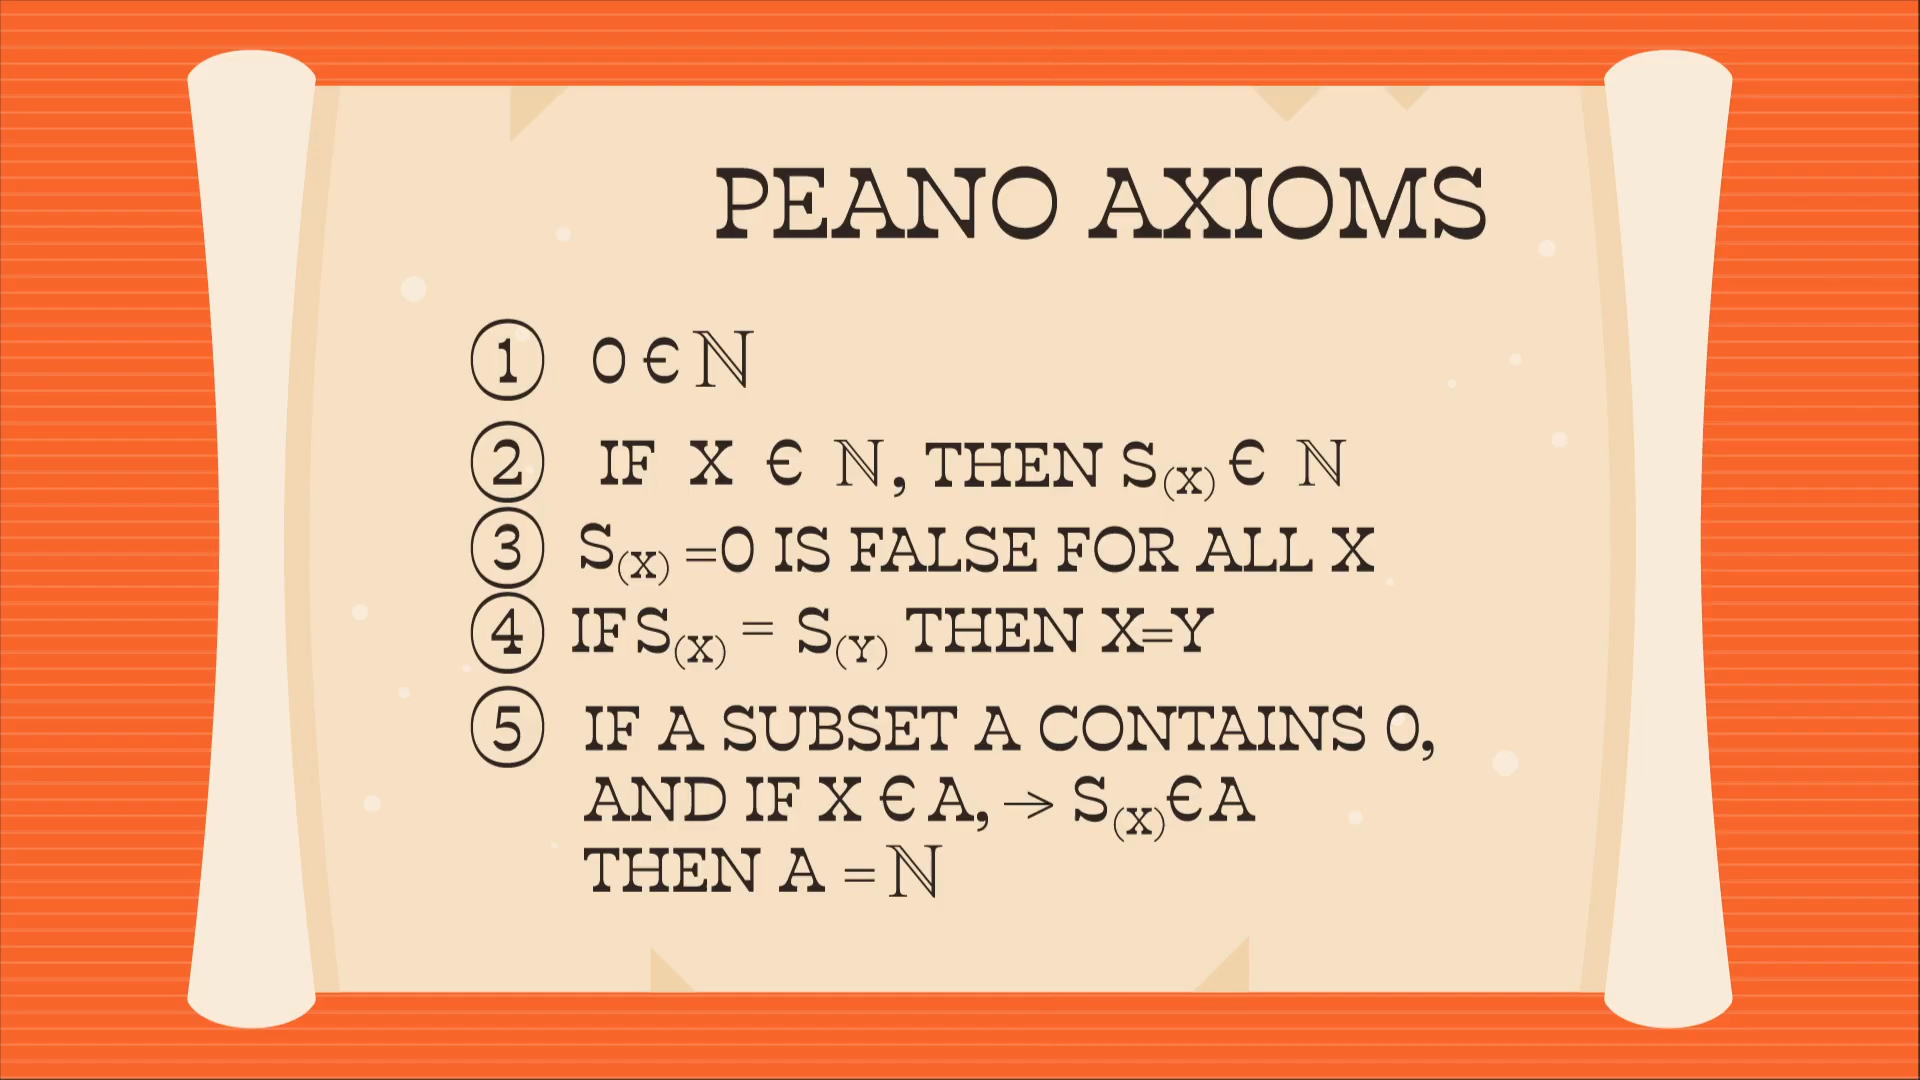 PEANO AXIOMS
① 0 € ℕ
② IF X € ℕ, THEN S(X) € ℕ
③ S(X) =0 IS FALSE FOR ALL X
④ IF S(X) = S(Y) THEN X=Y
⑤ IF A SUBSET A CONTAINS 0,
AND IF X € A, → S(X)€ A
THEN A = ℕ